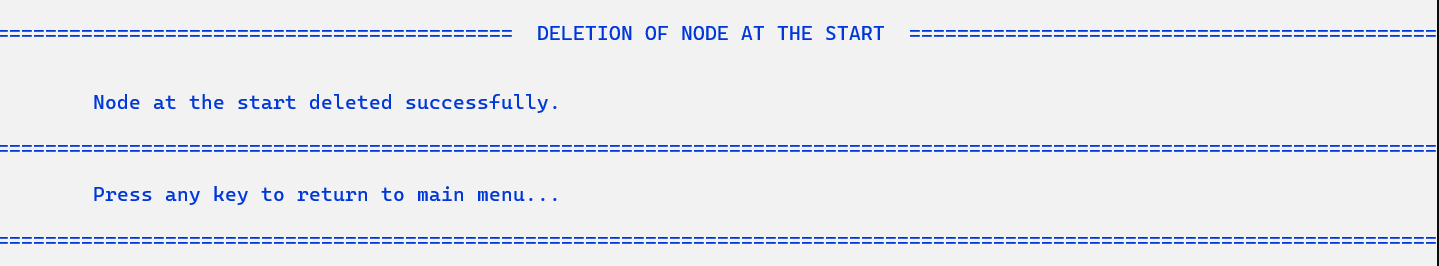 ===========================================  DELETION OF NODE AT THE START  ============================================
Node at the start deleted successfully.
========================================================================================================================
Press any key to return to main menu...
========================================================================================================================